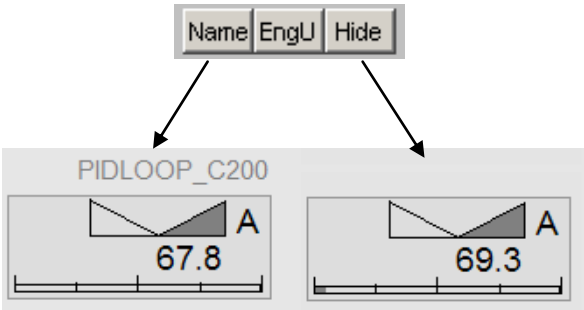 Name EngU Hide
PIDLOOP_C200
A
67.8
A
69.3